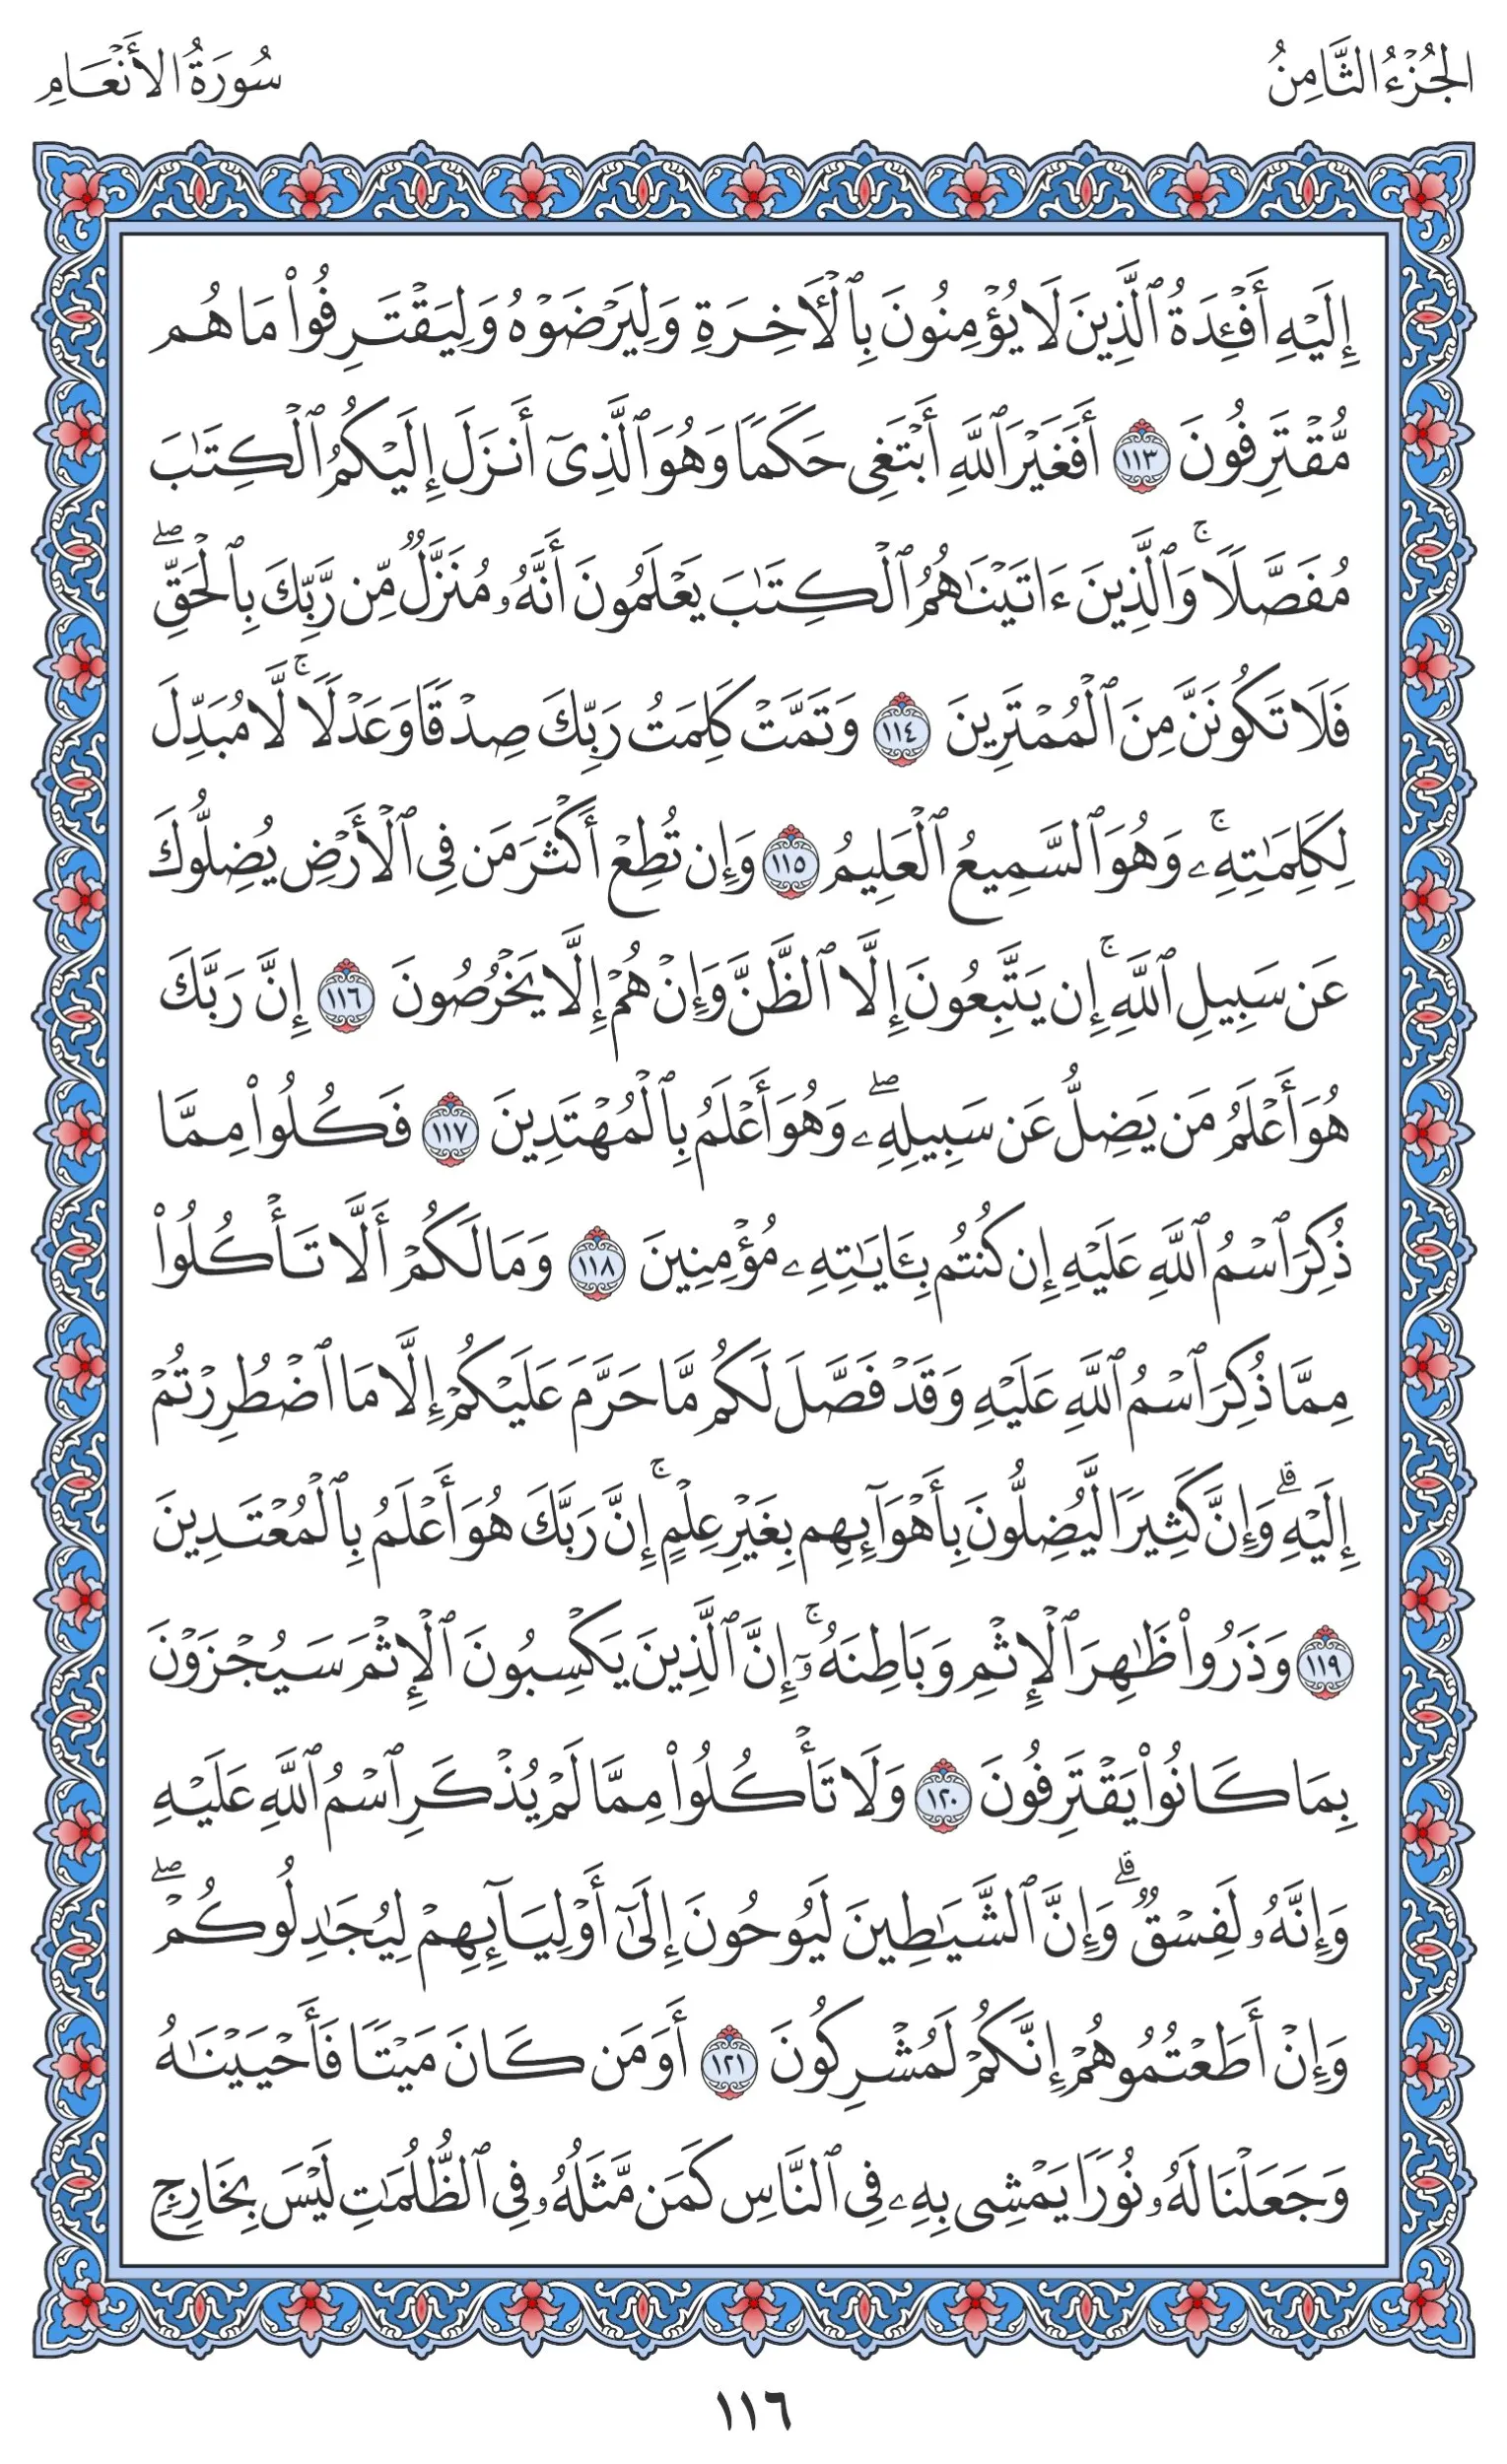 الجُزْءُ الثَّامِنُ
سُورَةُ الأَنْعَامِ
إِلَيْهِ أَفْـِٔدَةُ ٱلَّذِينَ لَا يُؤْمِنُونَ بِٱلْـَٔاخِرَةِ وَلِيَرْضَوْهُ وَلِيَقْتَرِفُوا۟ مَا هُم
مُّقْتَرِفُونَ ١١٣ أَفَغَيْرَ ٱللَّهِ أَبْتَغِى حَكَمًا وَهُوَ ٱلَّذِىٓ أَنزَلَ إِلَيْكُمُ ٱلْكِتَٰبَ
مُفَصَّلًا ۚ وَٱلَّذِينَ ءَاتَيْنَٰهُمُ ٱلْكِتَٰبَ يَعْلَمُونَ أَنَّهُۥ مُنَزَّلٌ مِّن رَّبِّكَ بِٱلْحَقِّ ۖ
فَلَا تَكُونَنَّ مِنَ ٱلْمُمْتَرِينَ ١١٤ وَتَمَّتْ كَلِمَتُ رَبِّكَ صِدْقًا وَعَدْلًا ۚ لَّا مُبَدِّلَ
لِكَلِمَٰتِهِۦ ۚ وَهُوَ ٱلسَّمِيعُ ٱلْعَلِيمُ ١١٥ وَإِن تُطِعْ أَكْثَرَ مَن فِى ٱلْأَرْضِ يُضِلُّوكَ
عَن سَبِيلِ ٱللَّهِ ۚ إِن يَتَّبِعُونَ إِلَّا ٱلظَّنَّ وَإِنْ هُمْ إِلَّا يَخْرُصُونَ ١١٦ إِنَّ رَبَّكَ
هُوَ أَعْلَمُ مَن يَضِلُّ عَن سَبِيلِهِۦ ۖ وَهُوَ أَعْلَمُ بِٱلْمُهْتَدِينَ ١١٧ فَكُلُوا۟ مِمَّا
ذُكِرَ ٱسْمُ ٱللَّهِ عَلَيْهِ إِن كُنتُم بِـَٔايَٰتِهِۦ مُؤْمِنِينَ ١١٨ وَمَا لَكُمْ أَلَّا تَأْكُلُوا۟
مِمَّا ذُكِرَ ٱسْمُ ٱللَّهِ عَلَيْهِ وَقَدْ فَصَّلَ لَكُم مَّا حَرَّمَ عَلَيْكُمْ إِلَّا مَا ٱضْطُرِرْتُمْ
إِلَيْهِ ۗ وَإِنَّ كَثِيرًا لَّيُضِلُّونَ بِأَهْوَآئِهِم بِغَيْرِ عِلْمٍ ۚ إِنَّ رَبَّكَ هُوَ أَعْلَمُ بِٱلْمُعْتَدِينَ
١١٩ وَذَرُوا۟ ظَٰهِرَ ٱلْإِثْمِ وَبَاطِنَهُۥٓ ۚ إِنَّ ٱلَّذِينَ يَكْسِبُونَ ٱلْإِثْمَ سَيُجْزَوْنَ
بِمَا كَانُوا۟ يَقْتَرِفُونَ ١٢٠ وَلَا تَأْكُلُوا۟ مِمَّا لَمْ يُذْكَرِ ٱسْمُ ٱللَّهِ عَلَيْهِ
وَإِنَّهُۥ لَفِسْقٌ ۗ وَإِنَّ ٱلشَّيَٰطِينَ لَيُوحُونَ إِلَىٰٓ أَوْلِيَآئِهِمْ لِيُجَٰدِلُوكُمْ ۖ
وَإِنْ أَطَعْتُمُوهُمْ إِنَّكُمْ لَمُشْرِكُونَ ١٢١ أَوَمَن كَانَ مَيْتًا فَأَحْيَيْنَٰهُ
وَجَعَلْنَا لَهُۥ نُورًا يَمْشِى بِهِۦ فِى ٱلنَّاسِ كَمَن مَّثَلُهُۥ فِى ٱلظُّلُمَٰتِ لَيْسَ بِخَارِجٍ
١١٦